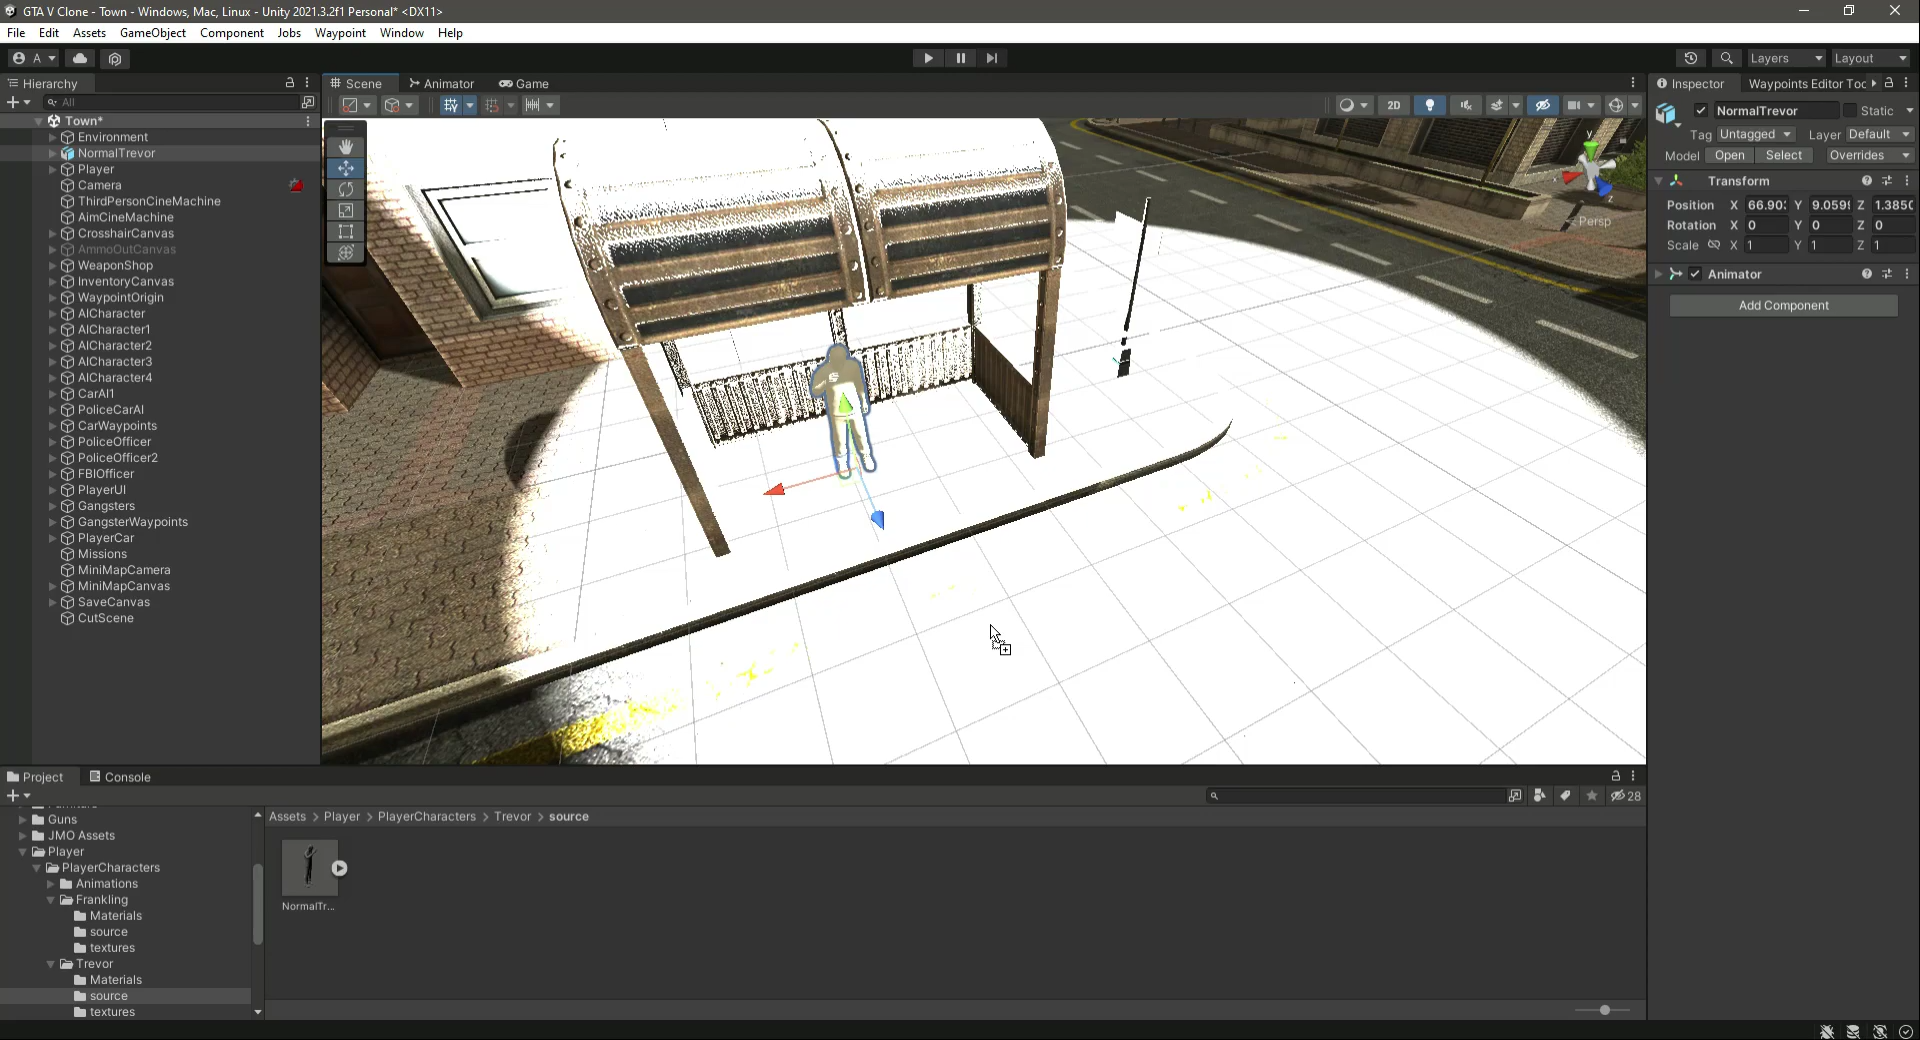 GTA V Clone - Town - Windows, Mac, Linux - Unity 2021.3.2f1 Personal* <DX11>
File Edit Assets GameObject Component Jobs Waypoint Window Help
A Layers Layout
Hierarchy
All
Town*
Environment
NormalTrevor
Player
Camera
ThirdPersonCineMachine
AimCineMachine
CrosshairCanvas
AmmoOutCanvas
WeaponShop
InventoryCanvas
WaypointOrigin
AICharacter
AICharacter1
AICharacter2
AICharacter3
AICharacter4
CarAI1
PoliceCarAI
CarWaypoints
PoliceOfficer
PoliceOfficer2
FBIOfficer
PlayerUI
Gangsters
GangsterWaypoints
PlayerCar
Missions
MiniMapCamera
MiniMapCanvas
SaveCanvas
CutScene
Scene Animator Game
2D
y
x
z
Persp
Inspector Waypoints Editor Toc
NormalTrevor Static
Tag Untagged Layer Default
Model Open Select Overrides
Transform
Position X 66.903 Y 9.0599 Z 1.3850
Rotation X 0 Y 0 Z 0
Scale X 1 Y 1 Z 1
Animator
Add Component
Project Console
28
Furniture
Guns
JMO Assets
Player
PlayerCharacters
Animations
Frankling
Materials
source
textures
Trevor
Materials
source
textures
Assets > Player > PlayerCharacters > Trevor > source
NormalTr...